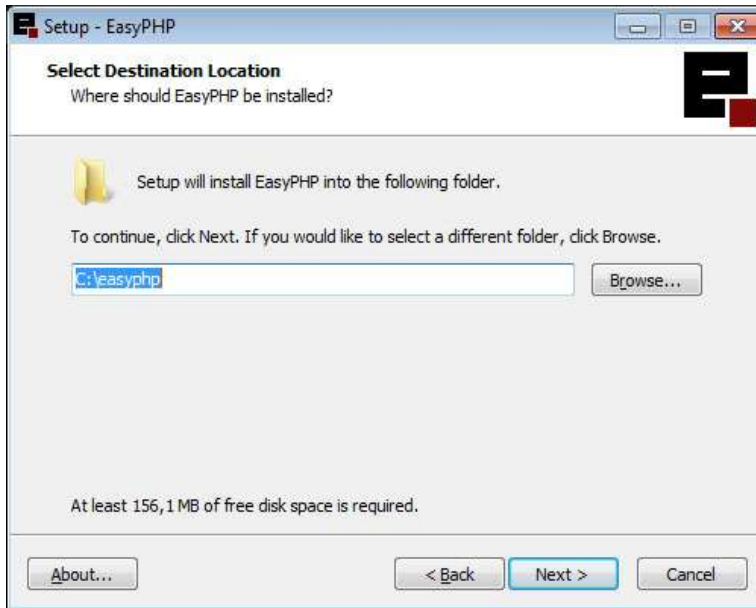 Setup - EasyPHP
Select Destination Location
Where should EasyPHP be installed?
Setup will install EasyPHP into the following folder.
To continue, click Next. If you would like to select a different folder, click Browse.
C:\easyphp
Browse...
At least 156,1 MB of free disk space is required.
About...
< Back
Next >
Cancel